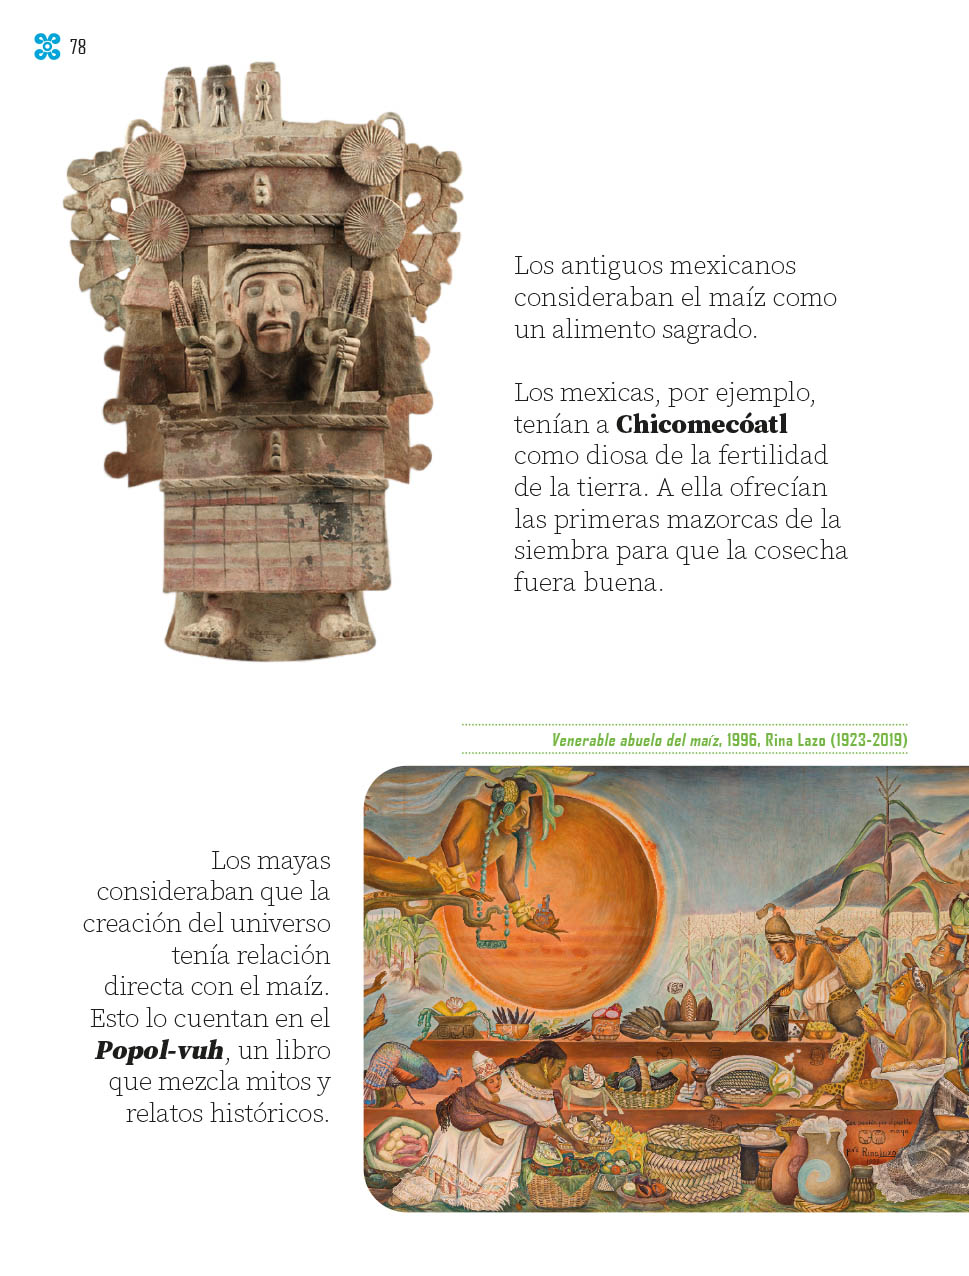 78
Los antiguos mexicanos
consideraban el maíz como
un alimento sagrado.
Los mexicas, por ejemplo,
tenían a Chicomecóatl
como diosa de la fertilidad
de la tierra. A ella ofrecían
las primeras mazorcas de la
siembra para que la cosecha
fuera buena.
Venerable abuelo del maíz, 1996, Rina Lazo (1923-2019)
Los mayas
consideraban que la
creación del universo
tenía relación
directa con el maíz.
Esto lo cuentan en el
Popol-vuh, un libro
que mezcla mitos y
relatos históricos.
maya
Rina Lazo